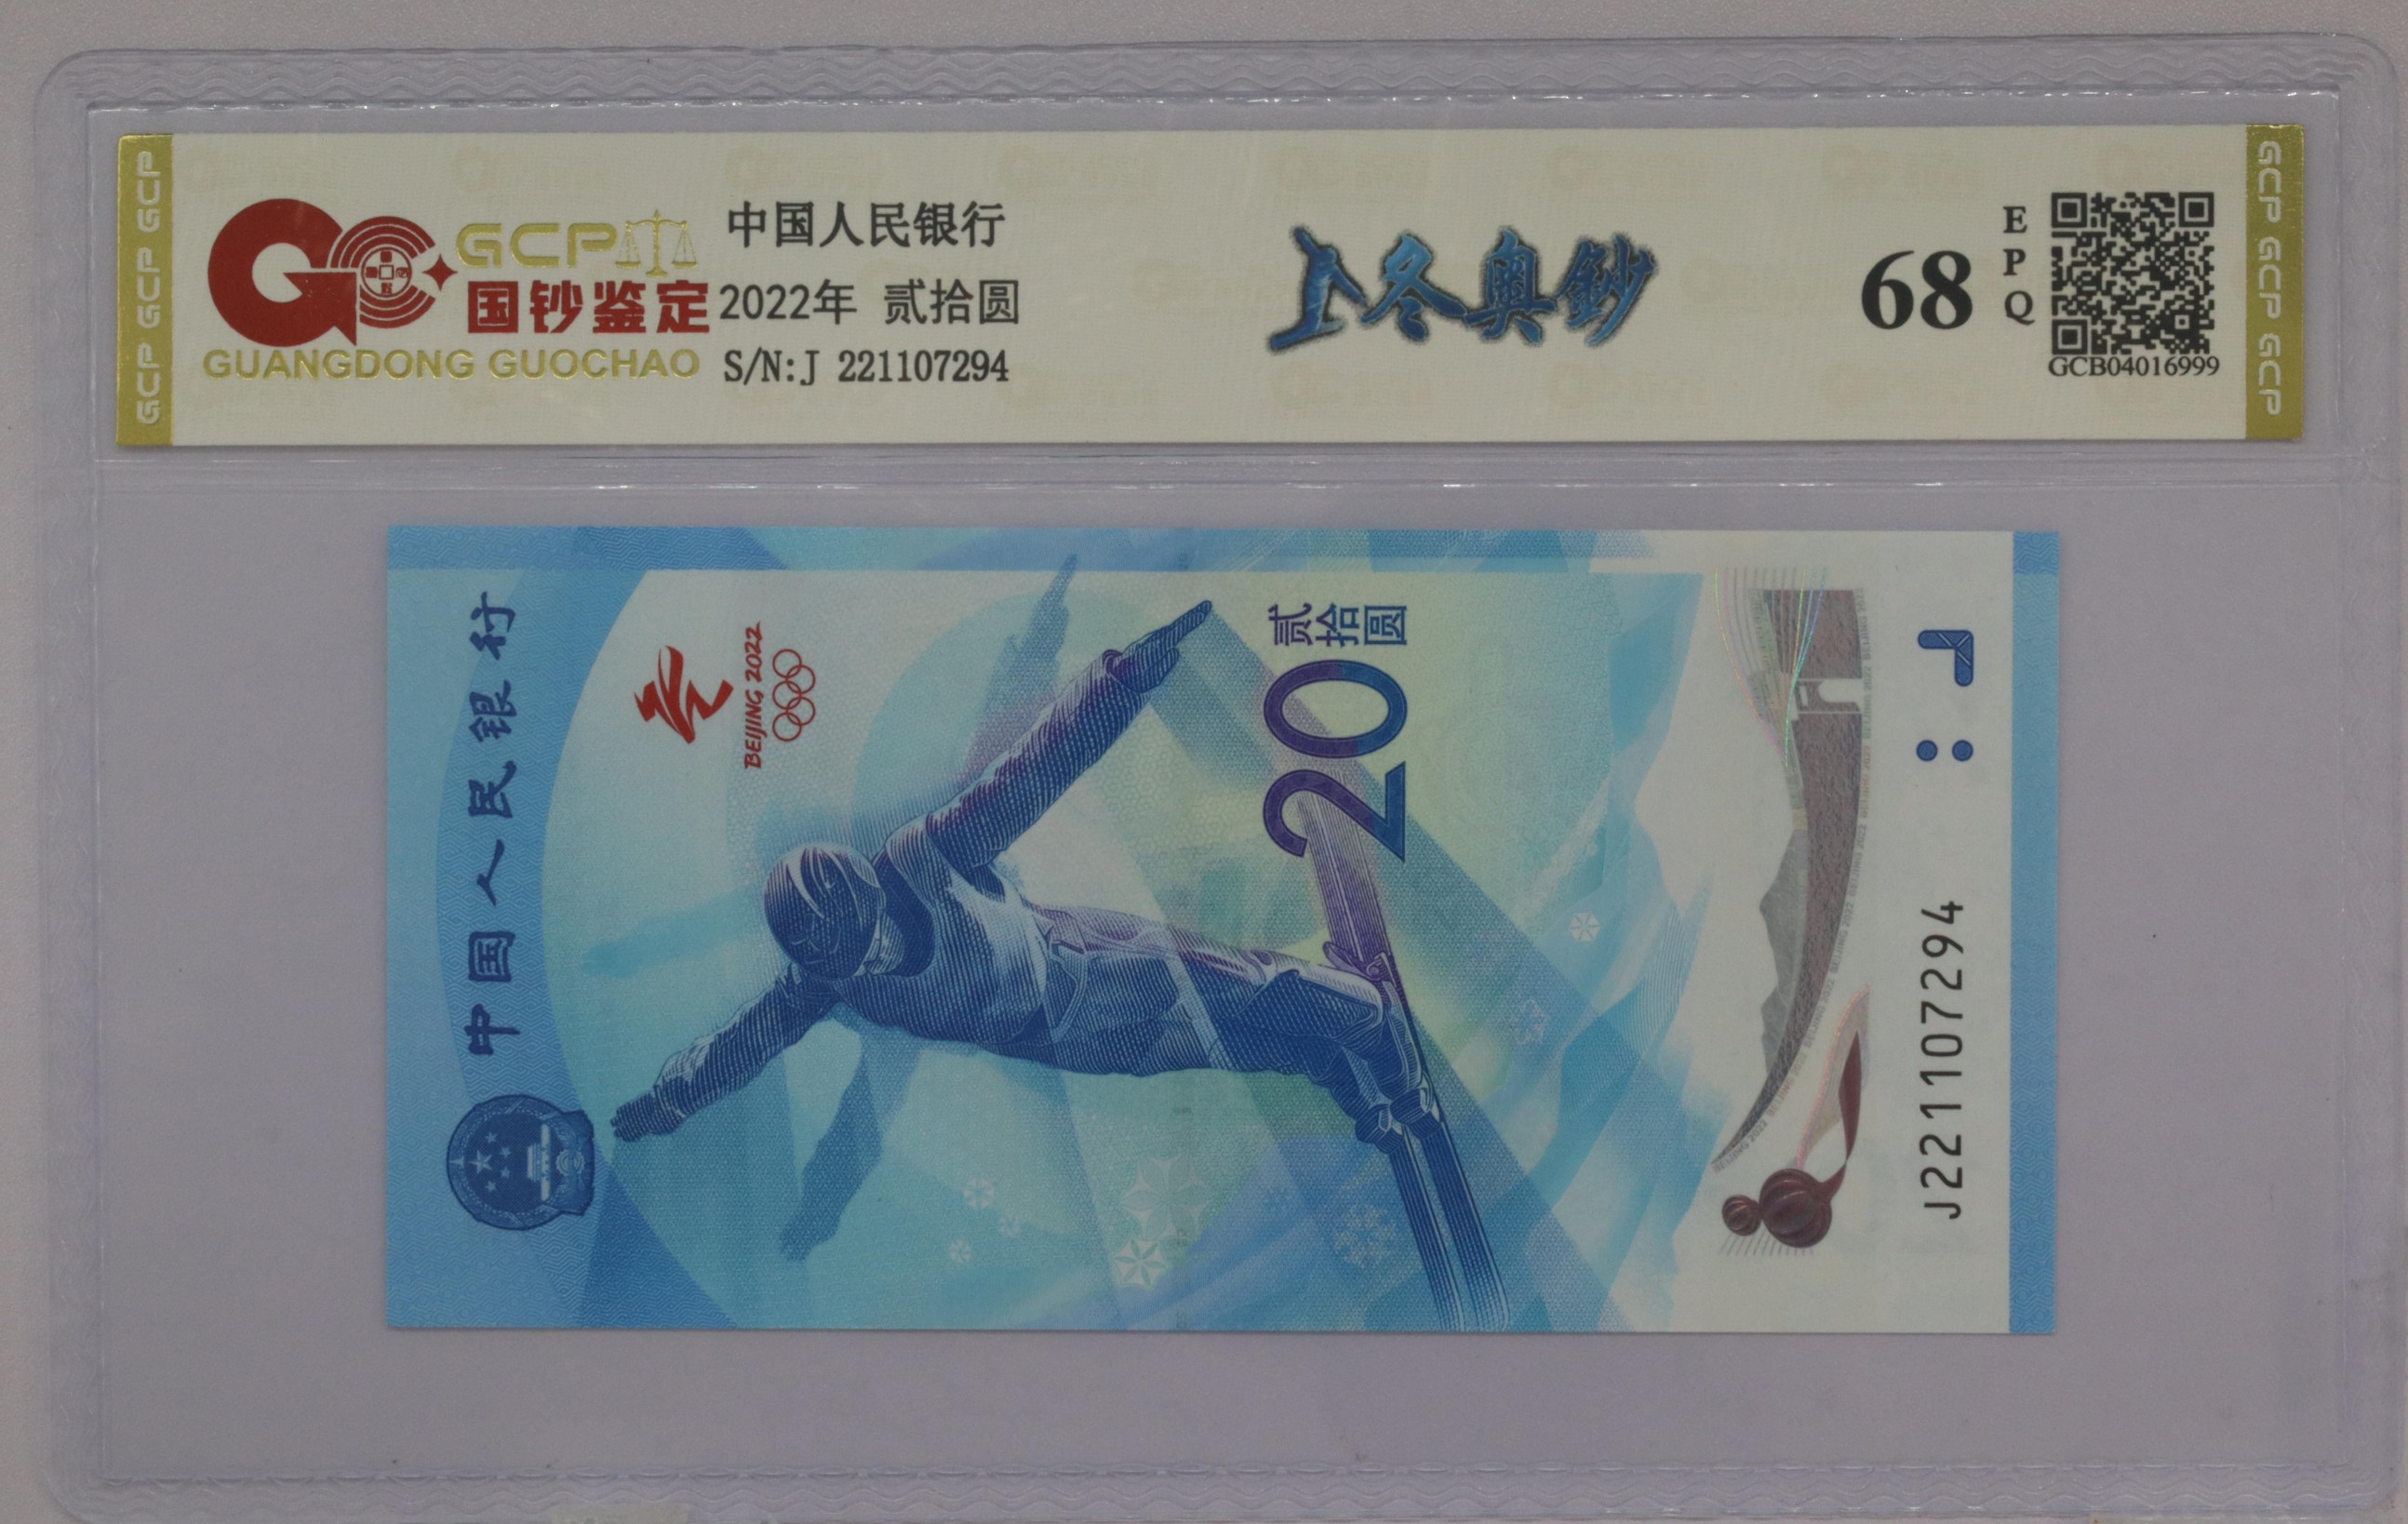 GCP GCP GCP
GCP
国钞鉴定
GUANGDONG GUOCHAO
中国人民银行
2022年 贰拾圆
S/N:J 221107294
冬奥鈔
68
EPQ
GCB04016999
GCP GCP GCP
中国人民银行
BEIJING 2022
贰拾圆
20
J221107294